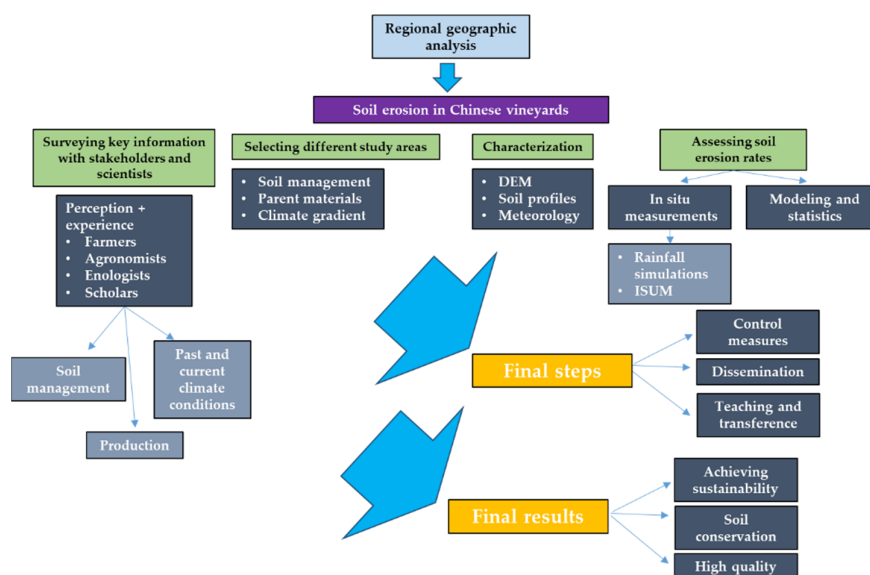 Regional geographic
analysis
Soil erosion in Chinese vineyards
Surveying key information
with stakeholders and
scientists
Selecting different study areas
Characterization
Assessing soil
erosion rates
Perception +
experience
• Farmers
• Agronomists
• Enologists
• Scholars
• Soil management
• Parent materials
• Climate gradient
• DEM
• Soil profiles
• Meteorology
In situ
measurements
Modeling and
statistics
• Rainfall
simulations
• ISUM
Soil
management
Past and
current
climate
conditions
Production
Final steps
Control
measures
Dissemination
Teaching and
transference
Final results
Achieving
sustainability
Soil
conservation
High quality